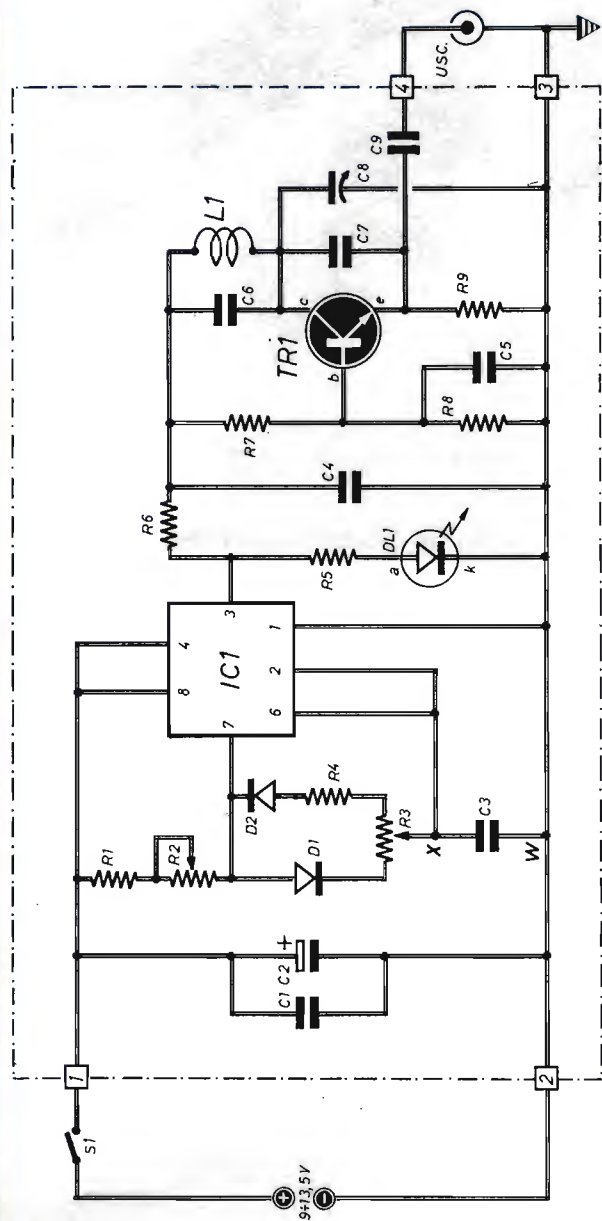 S1
9÷13,5V
1
2
C1
C2
+
R1
R2
D1
D2
R4
R3
X
C3
W
IC1
7
8
4
6
2
1
3
R5
DL1
a
k
R6
C4
R7
R8
C5
TR1
b
c
e
C6
L1
C7
C8
R9
C9
4
3
USC.